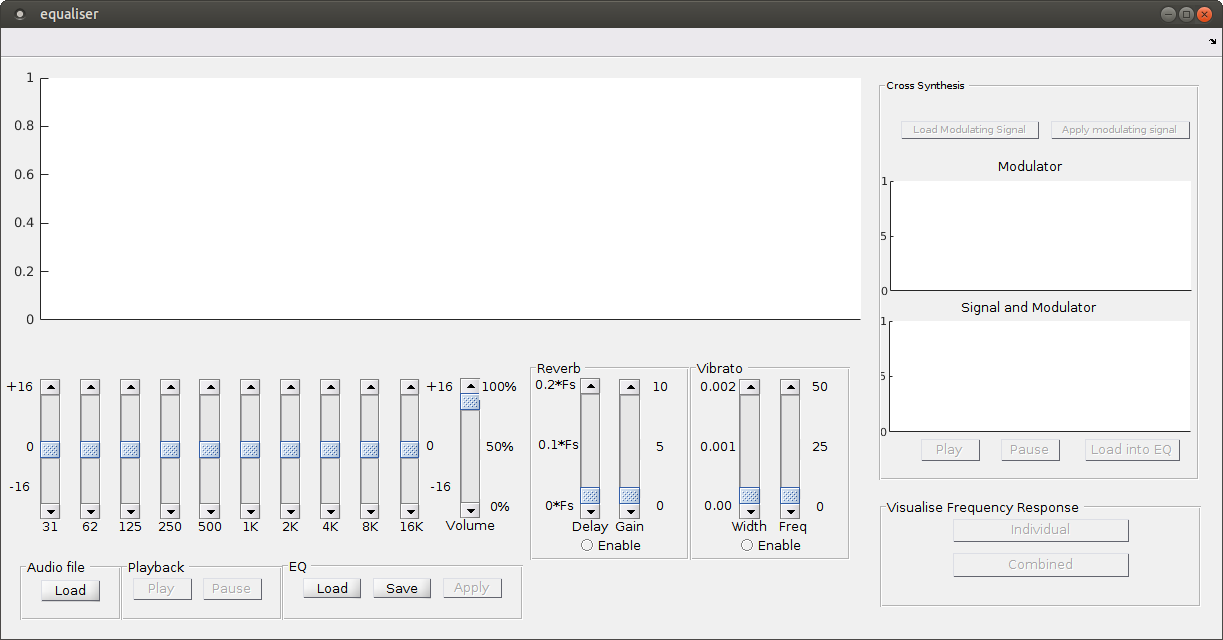 equaliser
1
0.8
0.6
0.4
0.2
0
Cross Synthesis
Load Modulating Signal Apply modulating signal
Modulator
1
5
0
Signal and Modulator
1
5
0
Play Pause Load into EQ
+16 +16 100%
0 0 50%
-16 -16 0%
31 62 125 250 500 1K 2K 4K 8K 16K Volume
Reverb
0.2*Fs 10
0.1*Fs 5
0*Fs 0
Delay Gain
Enable
Vibrato
0.002 50
0.001 25
0.00 0
Width Freq
Enable
Visualise Frequency Response
Individual
Combined
Audio file
Load
Playback
Play Pause
EQ
Load Save Apply